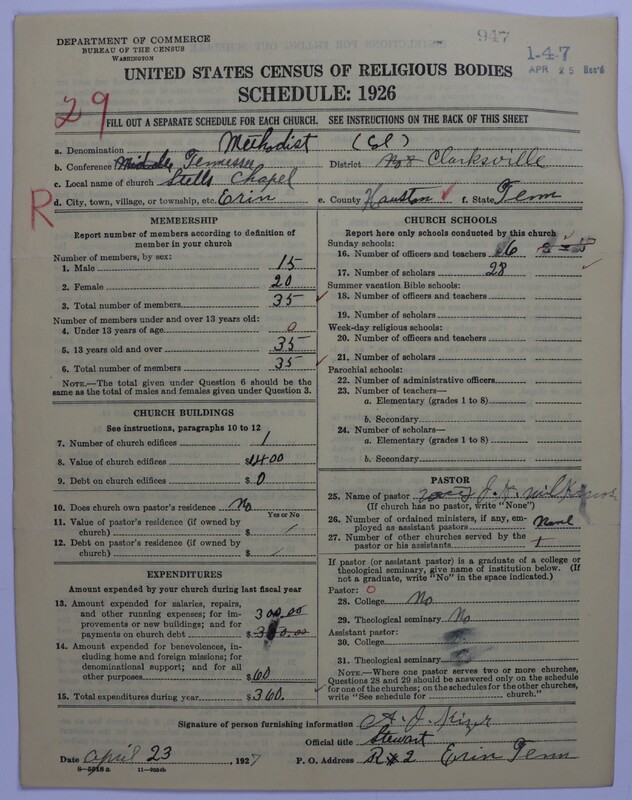 DEPARTMENT OF COMMERCE
BUREAU OF THE CENSUS
WASHINGTON
947
1-4-7
APR 25 Rec'd
UNITED STATES CENSUS OF RELIGIOUS BODIES
SCHEDULE: 1926
29
FILL OUT A SEPARATE SCHEDULE FOR EACH CHURCH. SEE INSTRUCTIONS ON THE BACK OF THIS SHEET
a. Denomination Methodist (Col)
b. Conference Middle Tennessee District No 8 Clarksville
c. Local name of church Stells Chapel
d. City, town, village, or township, etc. Erin e. County Houston f. State Tenn
R
MEMBERSHIP
Report number of members according to definition of member in your church
Number of members, by sex:
1. Male 15
2. Female 20
3. Total number of members 35
Number of members under and over 13 years old:
4. Under 13 years of age 0
5. 13 years old and over 35
6. Total number of members 35
NOTE.—The total given under Question 6 should be the same as the total of males and females given under Question 3.
CHURCH BUILDINGS
See instructions, paragraphs 10 to 12
7. Number of church edifices 1
8. Value of church edifices $1400
9. Debt on church edifices $ 0
10. Does church own pastor's residence No
Yes or No
11. Value of pastor's residence (if owned by church) $ /
12. Debt on pastor's residence (if owned by church) $ /
EXPENDITURES
Amount expended by your church during last fiscal year
13. Amount expended for salaries, repairs, and other running expenses; for improvements or new buildings; and for payments on church debt 300.00
$
14. Amount expended for benevolences, including home and foreign missions; for denominational support; and for all other purposes $60
15. Total expenditures during year $360.
CHURCH SCHOOLS
Report here only schools conducted by this church
Sunday schools:
16. Number of officers and teachers 6
17. Number of scholars 28
Summer vacation Bible schools:
18. Number of officers and teachers
19. Number of scholars
Week-day religious schools:
20. Number of officers and teachers
21. Number of scholars
Parochial schools:
22. Number of administrative officers
23. Number of teachers—
a. Elementary (grades 1 to 8)
b. Secondary
24. Number of scholars—
a. Elementary (grades 1 to 8)
b. Secondary
PASTOR
25. Name of pastor J. H.
(If church has no pastor, write "None")
26. Number of ordained ministers, if any, employed as assistant pastors None
27. Number of other churches served by the pastor or his assistants
If pastor (or assistant pastor) is a graduate of a college or theological seminary, give name of institution below. (If not a graduate, write "No" in the space indicated.)
Pastor: 0
28. College No
29. Theological seminary No
Assistant pastor:
30. College
31. Theological seminary
NOTE.—Where one pastor serves two or more churches, Questions 28 and 29 should be answered only on the schedule for one of the churches; on the schedules for the other churches, write "See schedule for church."
Signature of person furnishing information A. J.
Official title Stewart
Date April 23, 1927 P. O. Address R # 2 Erin Tenn
8-5918 a